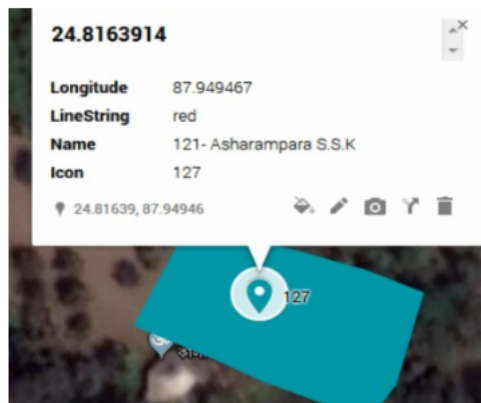 24.8163914
Longitude 87.949467
LineString red
Name 121- Asharampara S.S.K
Icon 127
24.81639, 87.94946
127